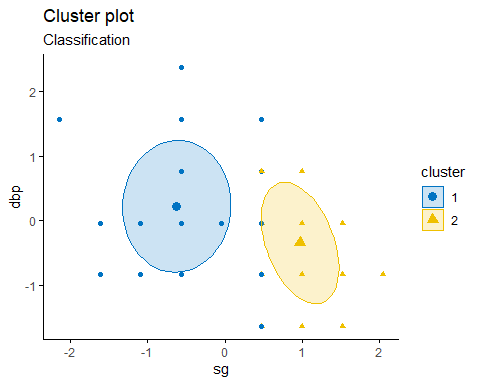 Cluster plot
Classification
dbp
2
1
0
-1
-2
-1
0
1
2
sg
cluster
1
2